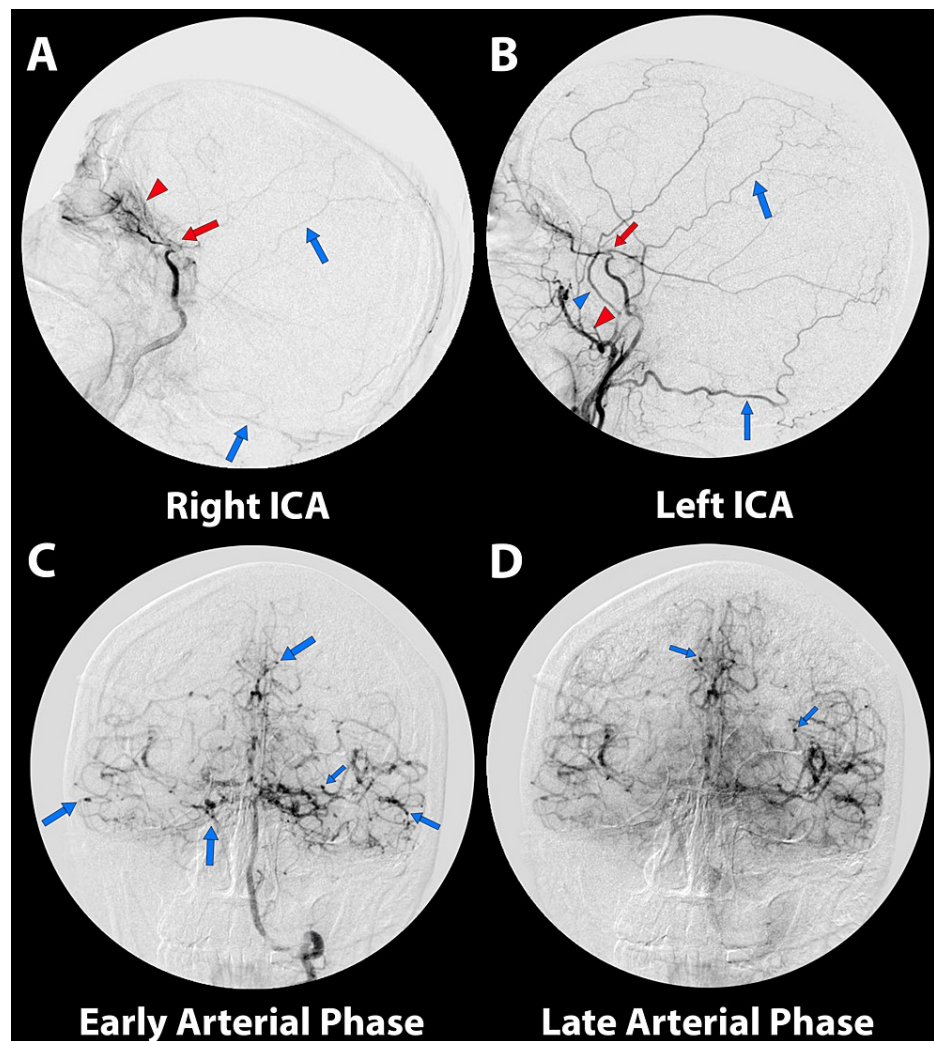 A
B
Right ICA
Left ICA
C
D
Early Arterial Phase
Late Arterial Phase